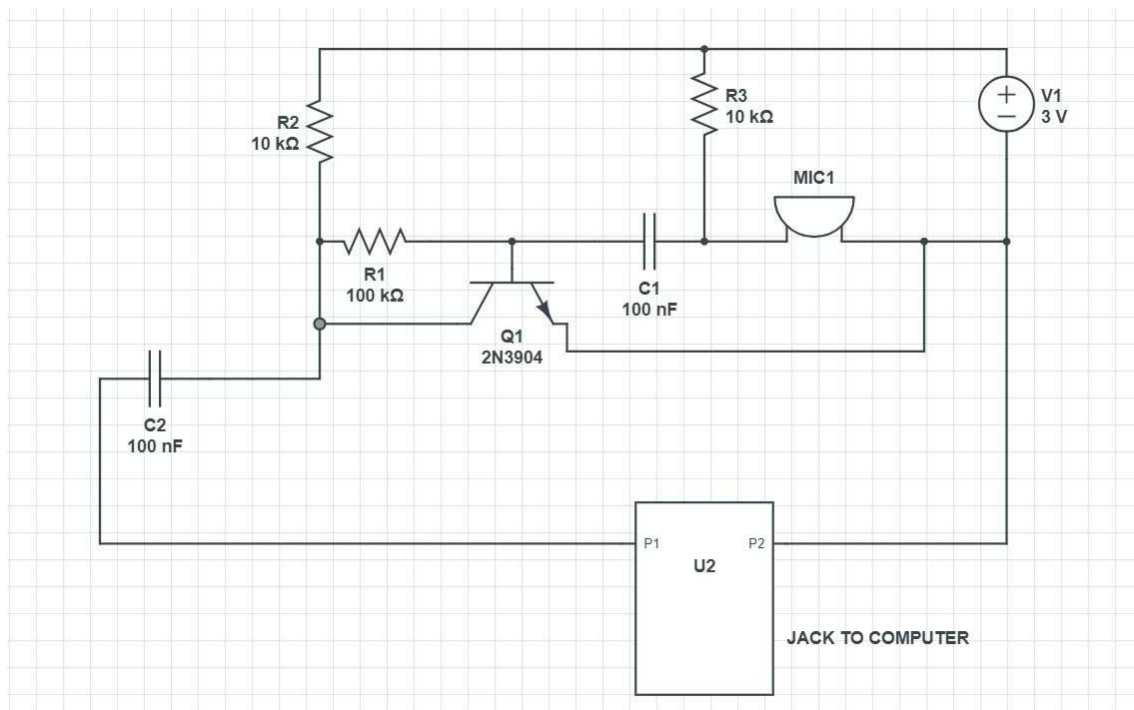 R3
10 kΩ
V1
3 V
R2
10 kΩ
MIC1
R1
100 kΩ
C1
100 nF
Q1
2N3904
C2
100 nF
P1
P2
U2
JACK TO COMPUTER